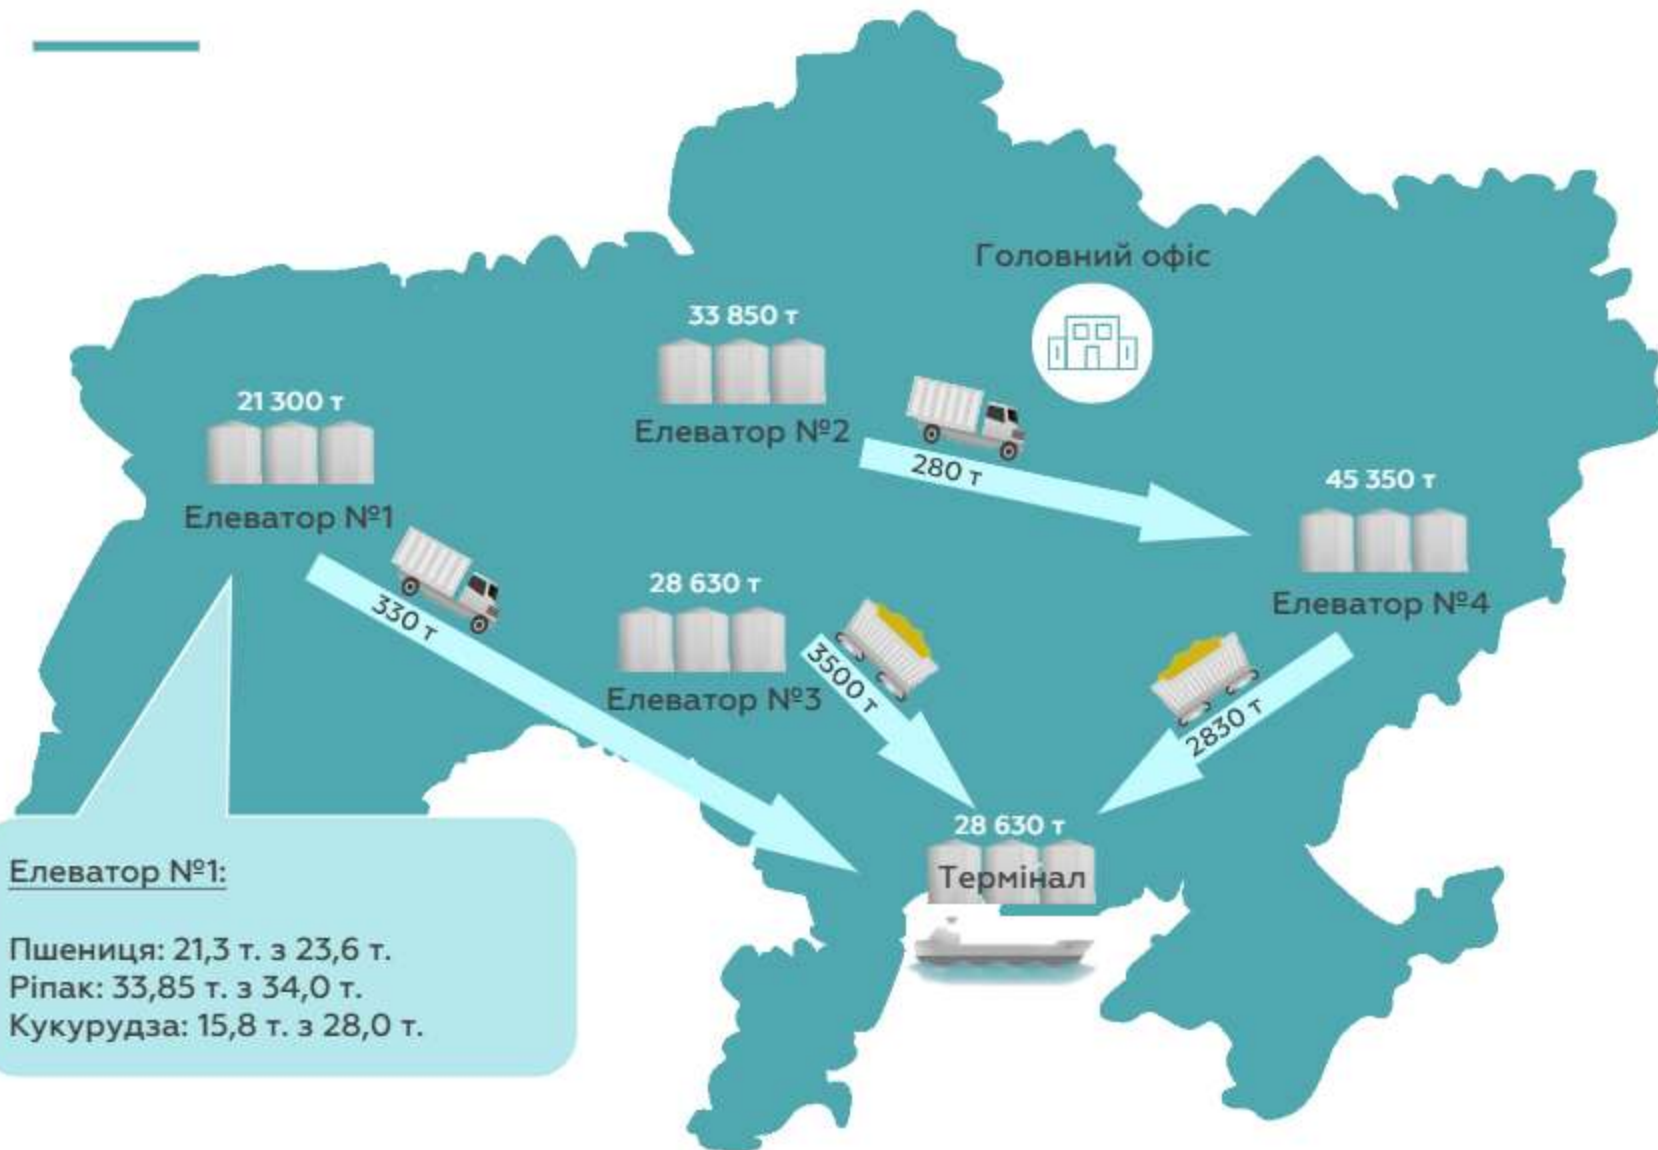 Головний офіс
33 850 т
Елеватор №2
280 т
21 300 т
Елеватор №1
330 т
45 350 т
Елеватор №4
28 630 т
Елеватор №3
3500 т
2830 т
28 630 т
Термінал
Елеватор №1:
Пшениця: 21,3 т. з 23,6 т.
Ріпак: 33,85 т. з 34,0 т.
Кукурудза: 15,8 т. з 28,0 т.